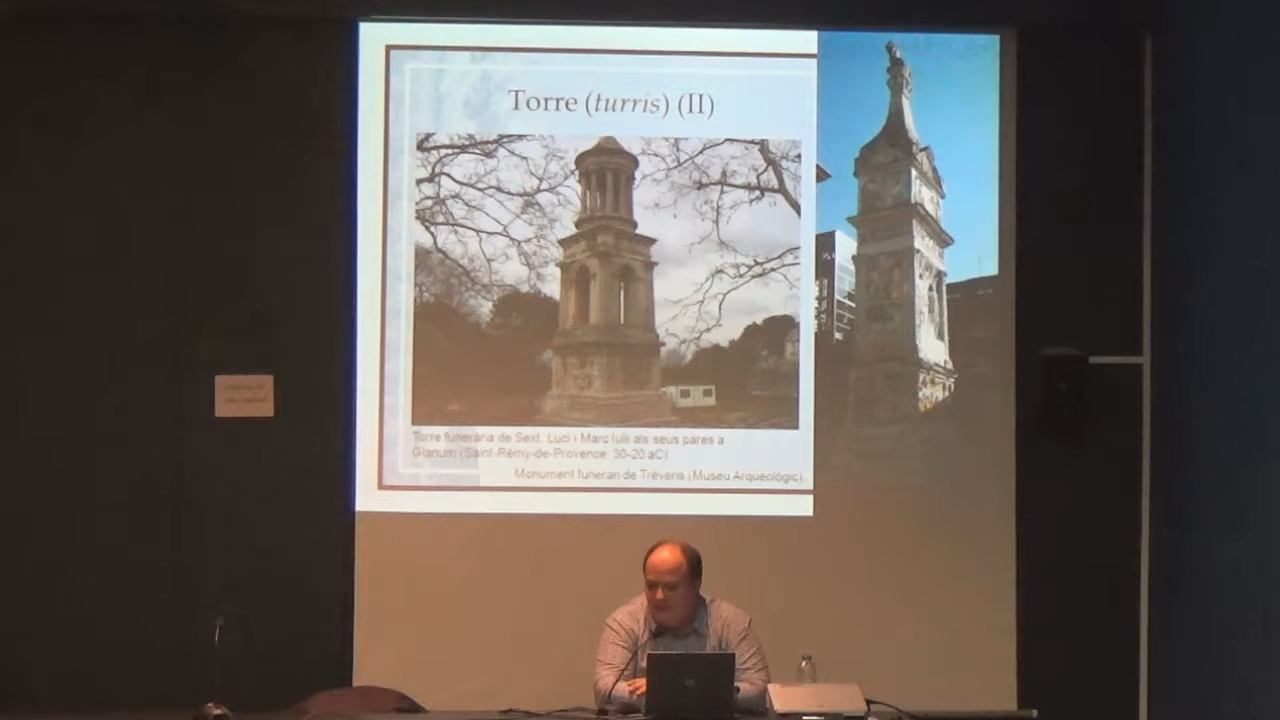 Torre (turris) (II)
Torre funerària de Sext, Luci i Marc Iulii als seus pares a
Glanum (Saint-Rémy-de-Provence, 30-20 aC)
Monument funerari de Trèveris (Museu Arqueològic)